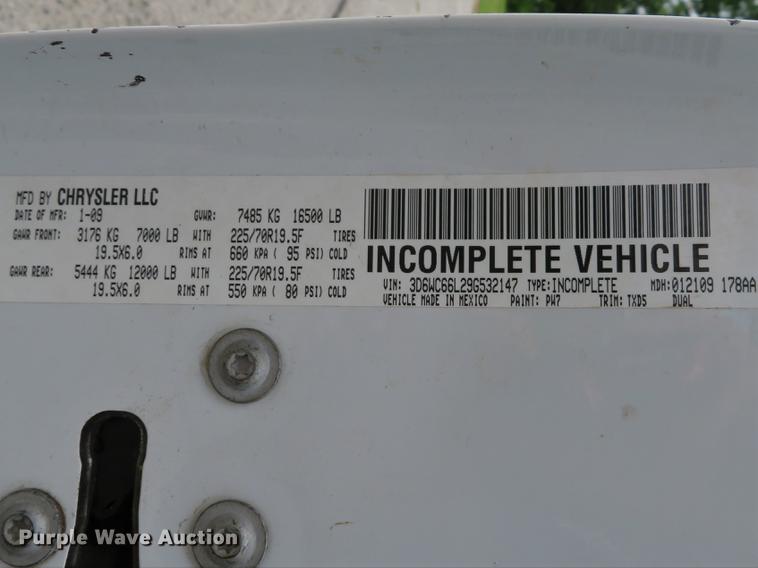 MFD BY CHRYSLER LLC
DATE OF MFR: 1-09 GVWR: 7485 KG 16500 LB
GAWR FRONT: 3176 KG 7000 LB WITH 225/70R19.5F TIRES
19.5X6.0 RIMS AT 660 KPA ( 95 PSI) COLD
GAWR REAR: 5444 KG 12000 LB WITH 225/70R19.5F TIRES
19.5X6.0 RIMS AT 550 KPA ( 80 PSI) COLD
INCOMPLETE VEHICLE
VIN: 3D6WC66L29G532147 TYPE: INCOMPLETE MDH: 012109 178AA
VEHICLE MADE IN MEXICO PAINT: PW7 TRIM: TXD5 DUAL
Purple Wave Auction